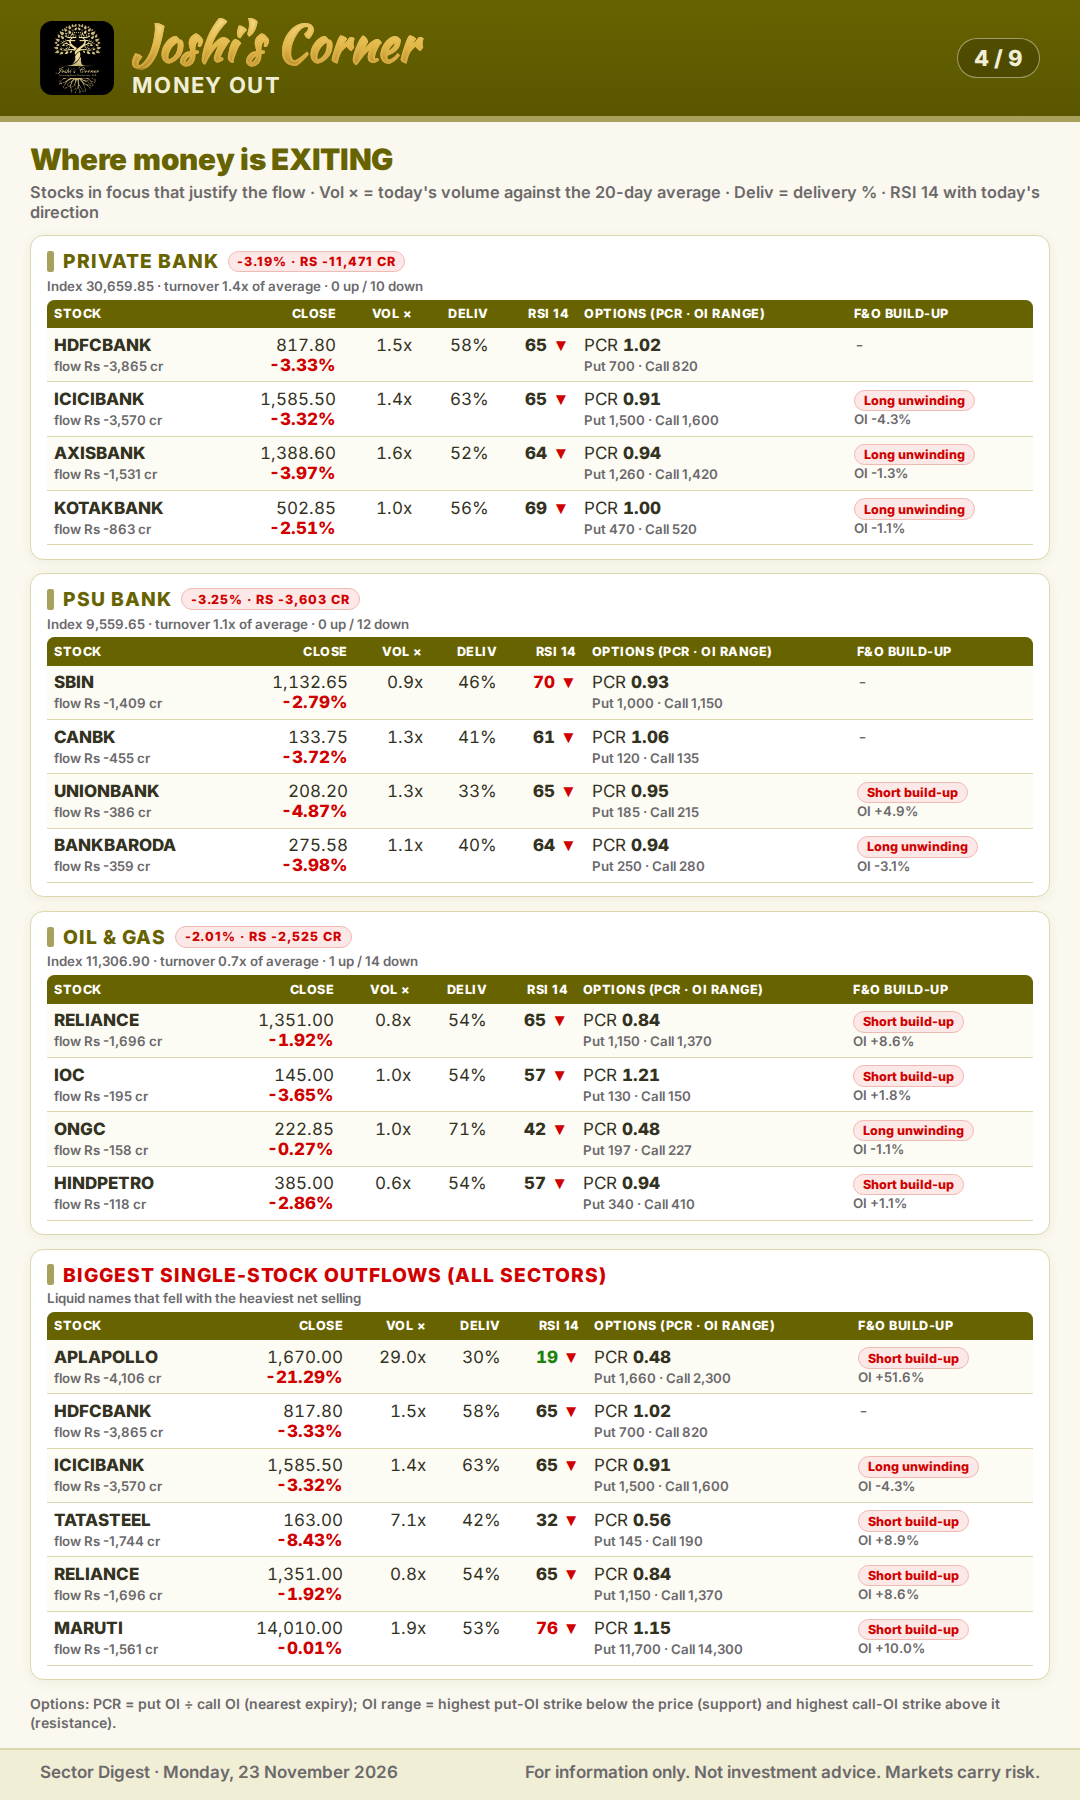 Joshi's Corner
Joshi's Corner
MONEY OUT
4 / 9
Where money is EXITING
Stocks in focus that justify the flow · Vol × = today's volume against the 20-day average · Deliv = delivery % · RSI 14 with today's
direction
PRIVATE BANK -3.19% · RS -11,471 CR
Index 30,659.85 · turnover 1.4x of average · 0 up / 10 down
STOCK CLOSE VOL × DELIV RSI 14 OPTIONS (PCR · OI RANGE) F&O BUILD-UP
HDFCBANK 817.80 1.5x 58% 65 ▼ PCR 1.02 -
flow Rs -3,865 cr -3.33% Put 700 · Call 820
ICICIBANK 1,585.50 1.4x 63% 65 ▼ PCR 0.91 Long unwinding
flow Rs -3,570 cr -3.32% Put 1,500 · Call 1,600 OI -4.3%
AXISBANK 1,388.60 1.6x 52% 64 ▼ PCR 0.94 Long unwinding
flow Rs -1,531 cr -3.97% Put 1,260 · Call 1,420 OI -1.3%
KOTAKBANK 502.85 1.0x 56% 69 ▼ PCR 1.00 Long unwinding
flow Rs -863 cr -2.51% Put 470 · Call 520 OI -1.1%
PSU BANK -3.25% · RS -3,603 CR
Index 9,559.65 · turnover 1.1x of average · 0 up / 12 down
STOCK CLOSE VOL × DELIV RSI 14 OPTIONS (PCR · OI RANGE) F&O BUILD-UP
SBIN 1,132.65 0.9x 46% 70 ▼ PCR 0.93 -
flow Rs -1,409 cr -2.79% Put 1,000 · Call 1,150
CANBK 133.75 1.3x 41% 61 ▼ PCR 1.06 -
flow Rs -455 cr -3.72% Put 120 · Call 135
UNIONBANK 208.20 1.3x 33% 65 ▼ PCR 0.95 Short build-up
flow Rs -386 cr -4.87% Put 185 · Call 215 OI +4.9%
BANKBARODA 275.58 1.1x 40% 64 ▼ PCR 0.94 Long unwinding
flow Rs -359 cr -3.98% Put 250 · Call 280 OI -3.1%
OIL & GAS -2.01% · RS -2,525 CR
Index 11,306.90 · turnover 0.7x of average · 1 up / 14 down
STOCK CLOSE VOL × DELIV RSI 14 OPTIONS (PCR · OI RANGE) F&O BUILD-UP
RELIANCE 1,351.00 0.8x 54% 65 ▼ PCR 0.84 Short build-up
flow Rs -1,696 cr -1.92% Put 1,150 · Call 1,370 OI +8.6%
IOC 145.00 1.0x 54% 57 ▼ PCR 1.21 Short build-up
flow Rs -195 cr -3.65% Put 130 · Call 150 OI +1.8%
ONGC 222.85 1.0x 71% 42 ▼ PCR 0.48 Long unwinding
flow Rs -158 cr -0.27% Put 197 · Call 227 OI -1.1%
HINDPETRO 385.00 0.6x 54% 57 ▼ PCR 0.94 Short build-up
flow Rs -118 cr -2.86% Put 340 · Call 410 OI +1.1%
BIGGEST SINGLE-STOCK OUTFLOWS (ALL SECTORS)
Liquid names that fell with the heaviest net selling
STOCK CLOSE VOL × DELIV RSI 14 OPTIONS (PCR · OI RANGE) F&O BUILD-UP
APLAPOLLO 1,670.00 29.0x 30% 19 ▼ PCR 0.48 Short build-up
flow Rs -4,106 cr -21.29% Put 1,660 · Call 2,300 OI +51.6%
HDFCBANK 817.80 1.5x 58% 65 ▼ PCR 1.02 -
flow Rs -3,865 cr -3.33% Put 700 · Call 820
ICICIBANK 1,585.50 1.4x 63% 65 ▼ PCR 0.91 Long unwinding
flow Rs -3,570 cr -3.32% Put 1,500 · Call 1,600 OI -4.3%
TATASTEEL 163.00 7.1x 42% 32 ▼ PCR 0.56 Short build-up
flow Rs -1,744 cr -8.43% Put 145 · Call 190 OI +8.9%
RELIANCE 1,351.00 0.8x 54% 65 ▼ PCR 0.84 Short build-up
flow Rs -1,696 cr -1.92% Put 1,150 · Call 1,370 OI +8.6%
MARUTI 14,010.00 1.9x 53% 76 ▼ PCR 1.15 Short build-up
flow Rs -1,561 cr -0.01% Put 11,700 · Call 14,300 OI +10.0%
Options: PCR = put OI ÷ call OI (nearest expiry); OI range = highest put-OI strike below the price (support) and highest call-OI strike above it
(resistance).
Sector Digest · Monday, 23 November 2026 For information only. Not investment advice. Markets carry risk.